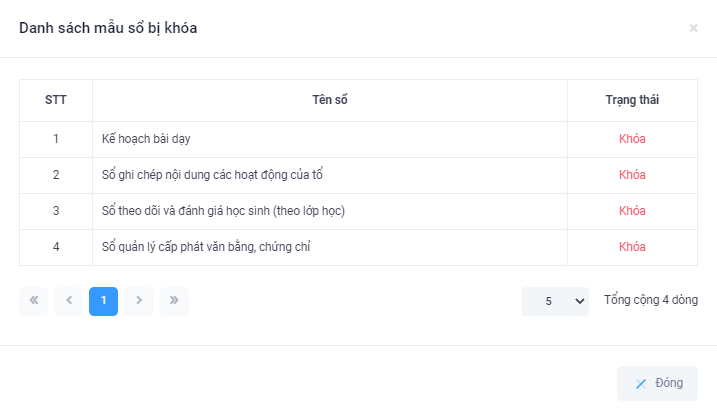 Danh sách mẫu sổ bị khóa
STT Tên sổ Trạng thái
1 Kế hoạch bài dạy Khóa
2 Sổ ghi chép nội dung các hoạt động của tổ Khóa
3 Sổ theo dõi và đánh giá học sinh (theo lớp học) Khóa
4 Sổ quản lý cấp phát văn bằng, chứng chỉ Khóa
1 5 Tổng cộng 4 dòng
Đóng